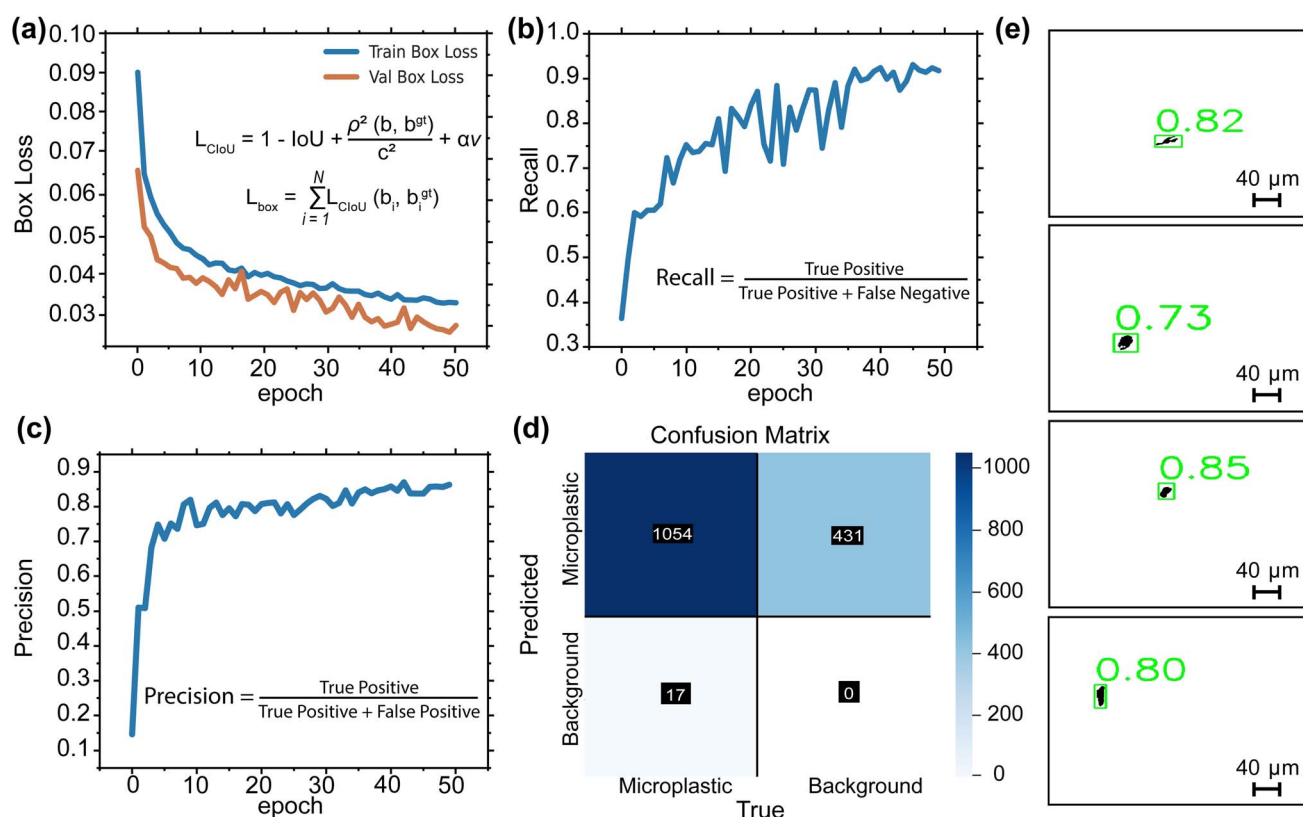 (a)
0.10
0.09
0.08
0.07
0.06
0.05
0.04
0.03
Box Loss
Train Box Loss
Val Box Loss
L_CIoU = 1 - IoU + ρ² (b, b^gt) / c² + αv
L_box = ∑ i = 1 N L_CIoU (b_i, b_i^gt)
0 10 20 30 40 50
epoch
(b)
1.0
0.9
0.8
0.7
0.6
0.5
0.4
0.3
Recall
Recall = True Positive / True Positive + False Negative
0 10 20 30 40 50
epoch
(c)
0.9
0.8
0.7
0.6
0.5
0.4
0.3
0.2
0.1
Precision
Precision = True Positive / True Positive + False Positive
0 10 20 30 40 50
epoch
(d)
Confusion Matrix
Predicted
Microplastic
Background
1054
431
17
0
Microplastic
Background
True
1000
800
600
400
200
0
(e)
0.82
40 μm
0.73
40 μm
0.85
40 μm
0.80
40 μm